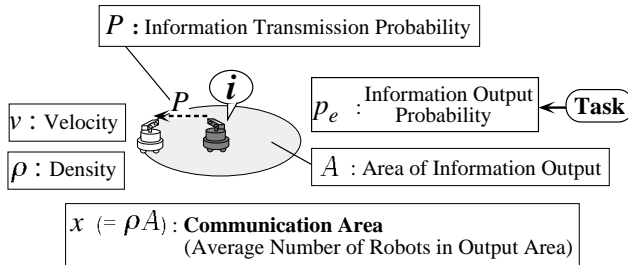 P : Information Transmission Probability
i
P
p_e : Information Output Probability
Task
v : Velocity
ρ : Density
A : Area of Information Output
x (= ρA) : Communication Area
(Average Number of Robots in Output Area)